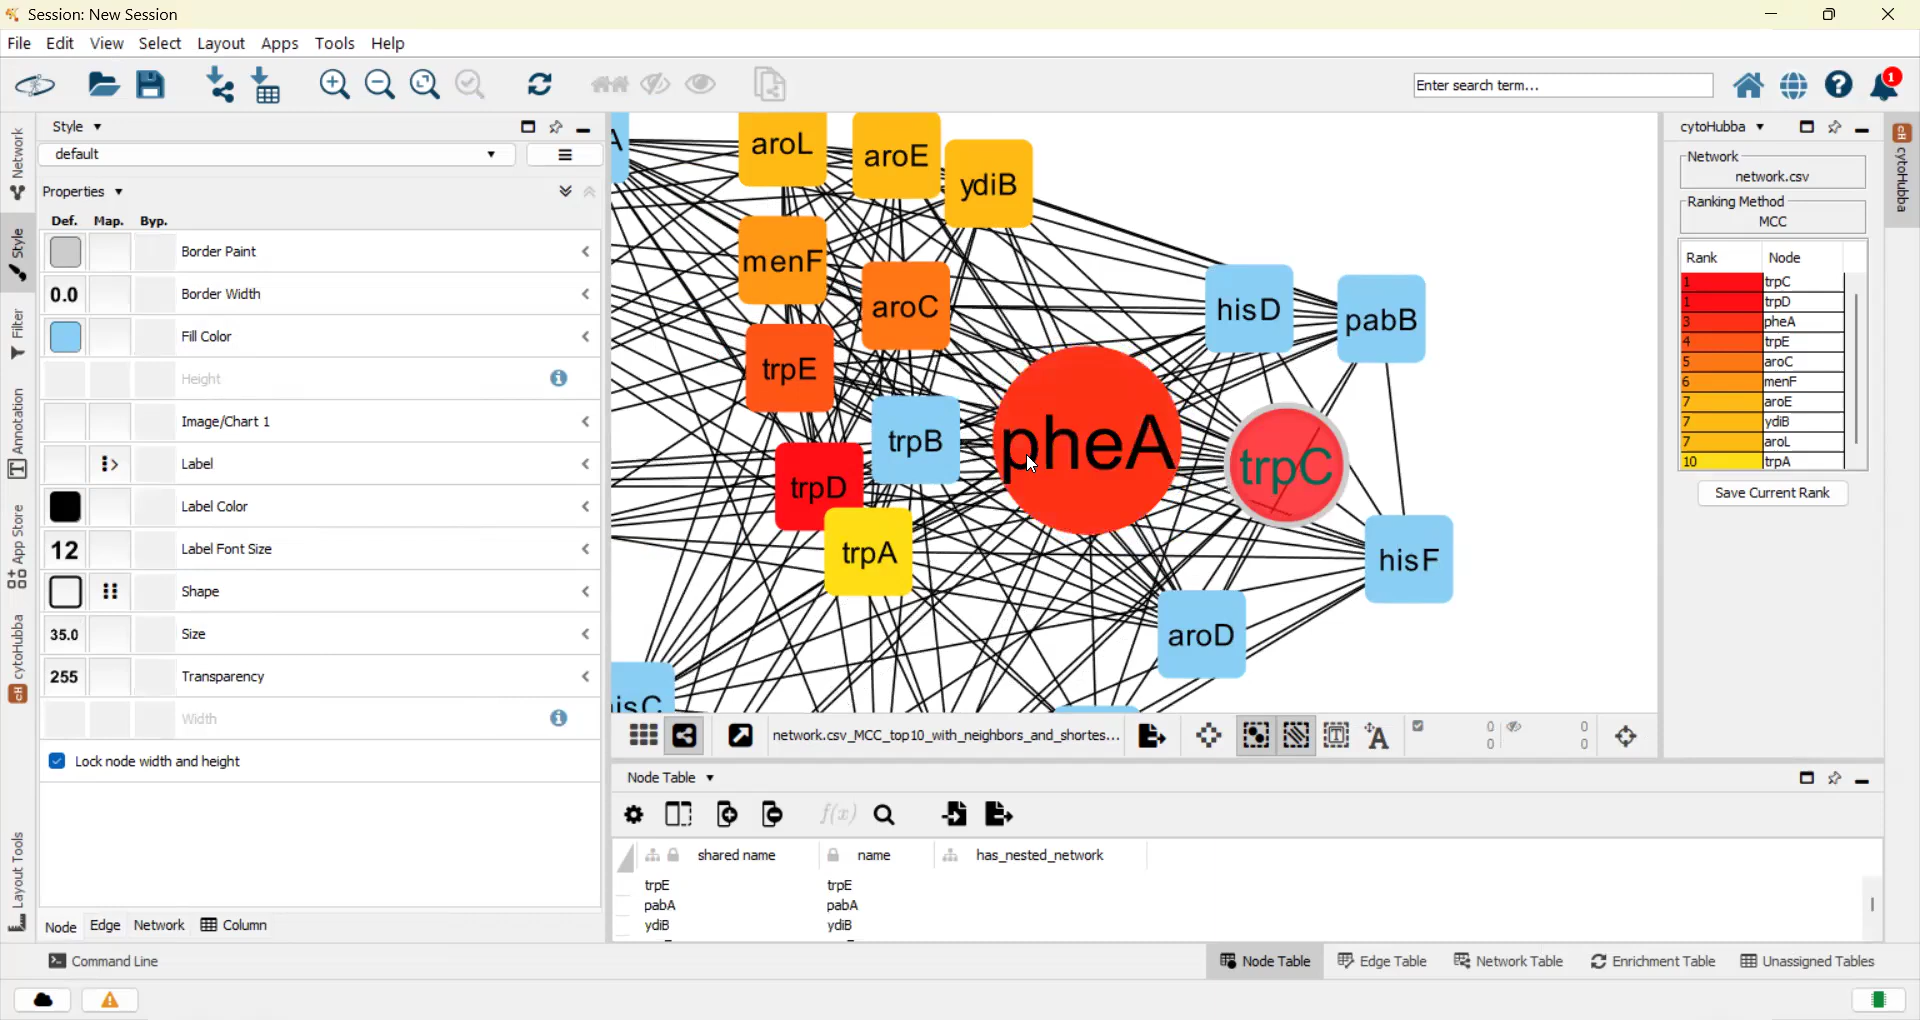 Session: New Session
File Edit View Select Layout Apps Tools Help
Enter search term...
1
Network
Style
Filter
Annotation
App Store
cytoHubba
Layout Tools
Style
default
Properties
Def. Map. Byp.
Border Paint
0.0 Border Width
Fill Color
Height
Image/Chart 1
Label
Label Color
12 Label Font Size
Shape
35.0 Size
255 Transparency
Width
Lock node width and height
Node Edge Network Column
A
aroL
aroE
ydiB
menF
aroC
hisD
pabB
trpE
trpB
pheA
trpC
trpD
trpA
hisF
aroD
isC
network.csv_MCC_top10_with_neighbors_and_shortes...
0 0
0 0
cytoHubba
cytoHubba
Network
network.csv
Ranking Method
MCC
Rank Node
1 trpC
1 trpD
3 pheA
4 trpE
5 aroC
6 menF
7 aroE
7 ydiB
7 aroL
10 trpA
Save Current Rank
Node Table
f(x)
shared name name has_nested_network
trpE trpE
pabA pabA
ydiB ydiB
Command Line
Node Table Edge Table Network Table Enrichment Table Unassigned Tables